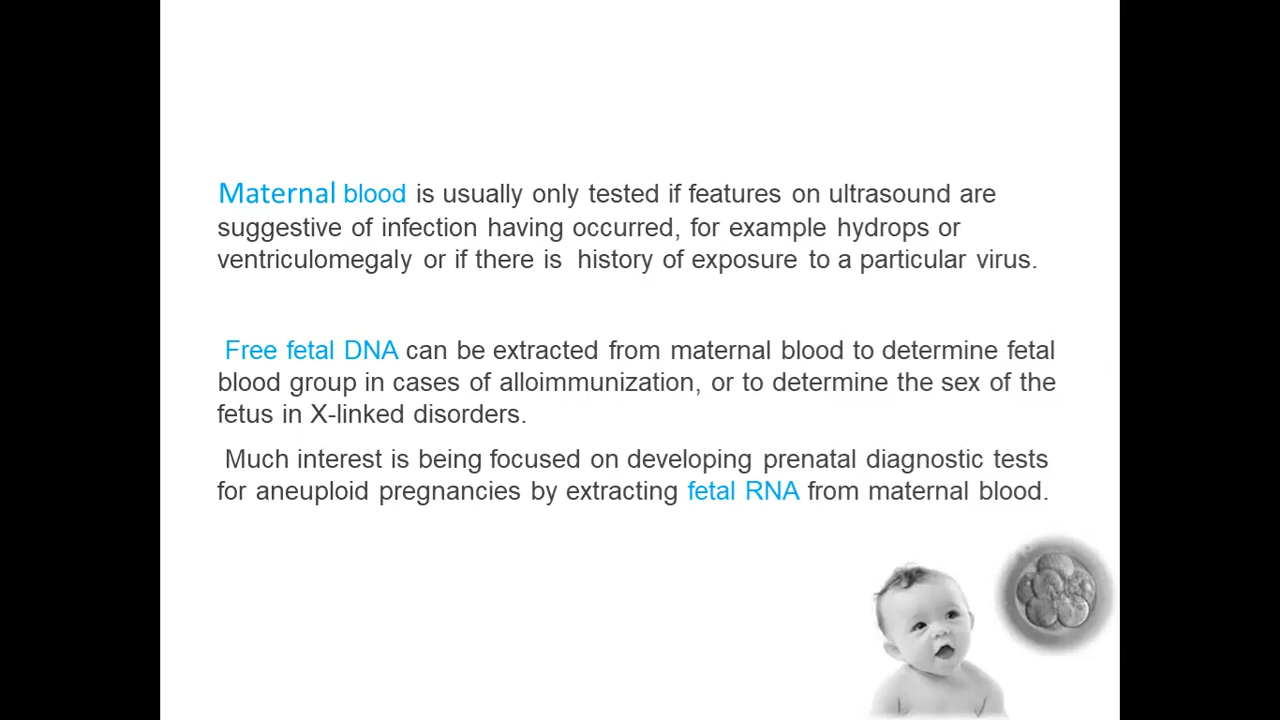 Maternal blood is usually only tested if features on ultrasound are
suggestive of infection having occurred, for example hydrops or
ventriculomegaly or if there is  history of exposure to a particular virus.
Free fetal DNA can be extracted from maternal blood to determine fetal
blood group in cases of alloimmunization, or to determine the sex of the
fetus in X-linked disorders.
Much interest is being focused on developing prenatal diagnostic tests
for aneuploid pregnancies by extracting fetal RNA from maternal blood.